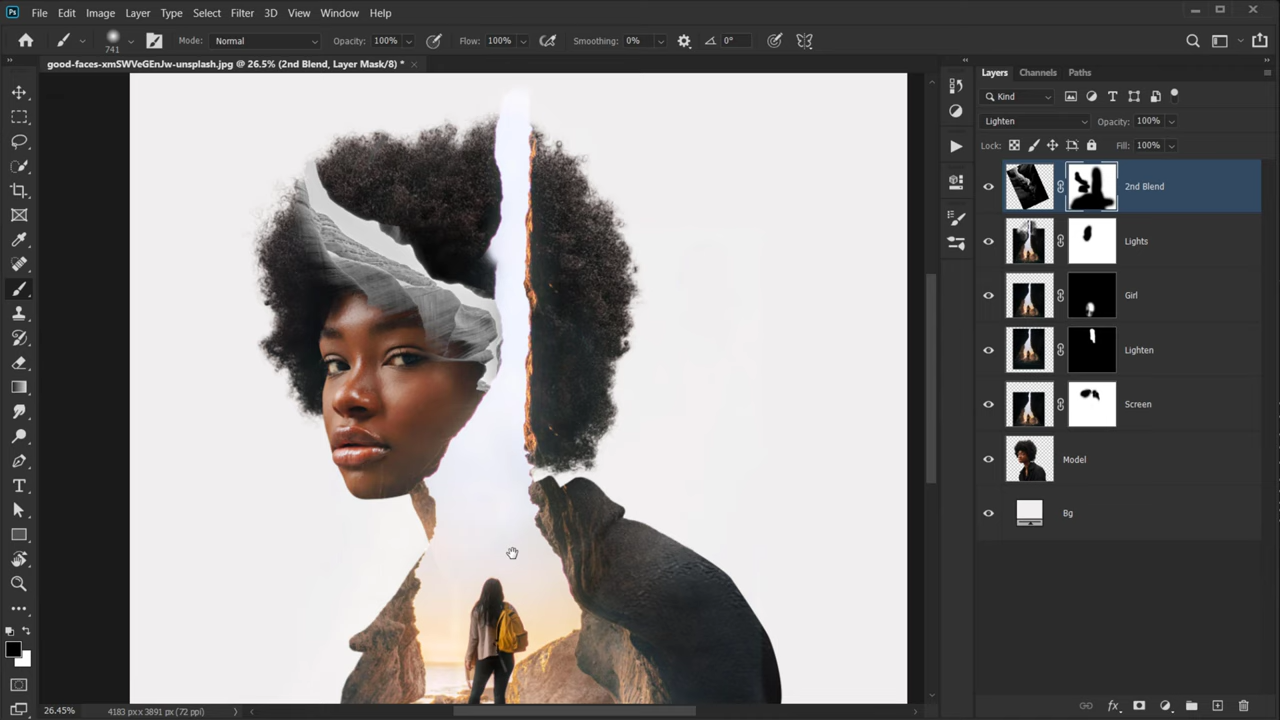 Ps File Edit Image Layer Type Select Filter 3D View Window Help
741 Mode: Normal Opacity: 100% Flow: 100% Smoothing: 0% 0°
good-faces-xmSWVeGEnJw-unsplash.jpg @ 26.5% (2nd Blend, Layer Mask/8) *
Layers Channels Paths
Kind
Lighten Opacity: 100%
Lock: Fill: 100%
2nd Blend
Lights
Girl
Lighten
Screen
Model
Bg
26.45% 4183 px x 3891 px (72 ppi)